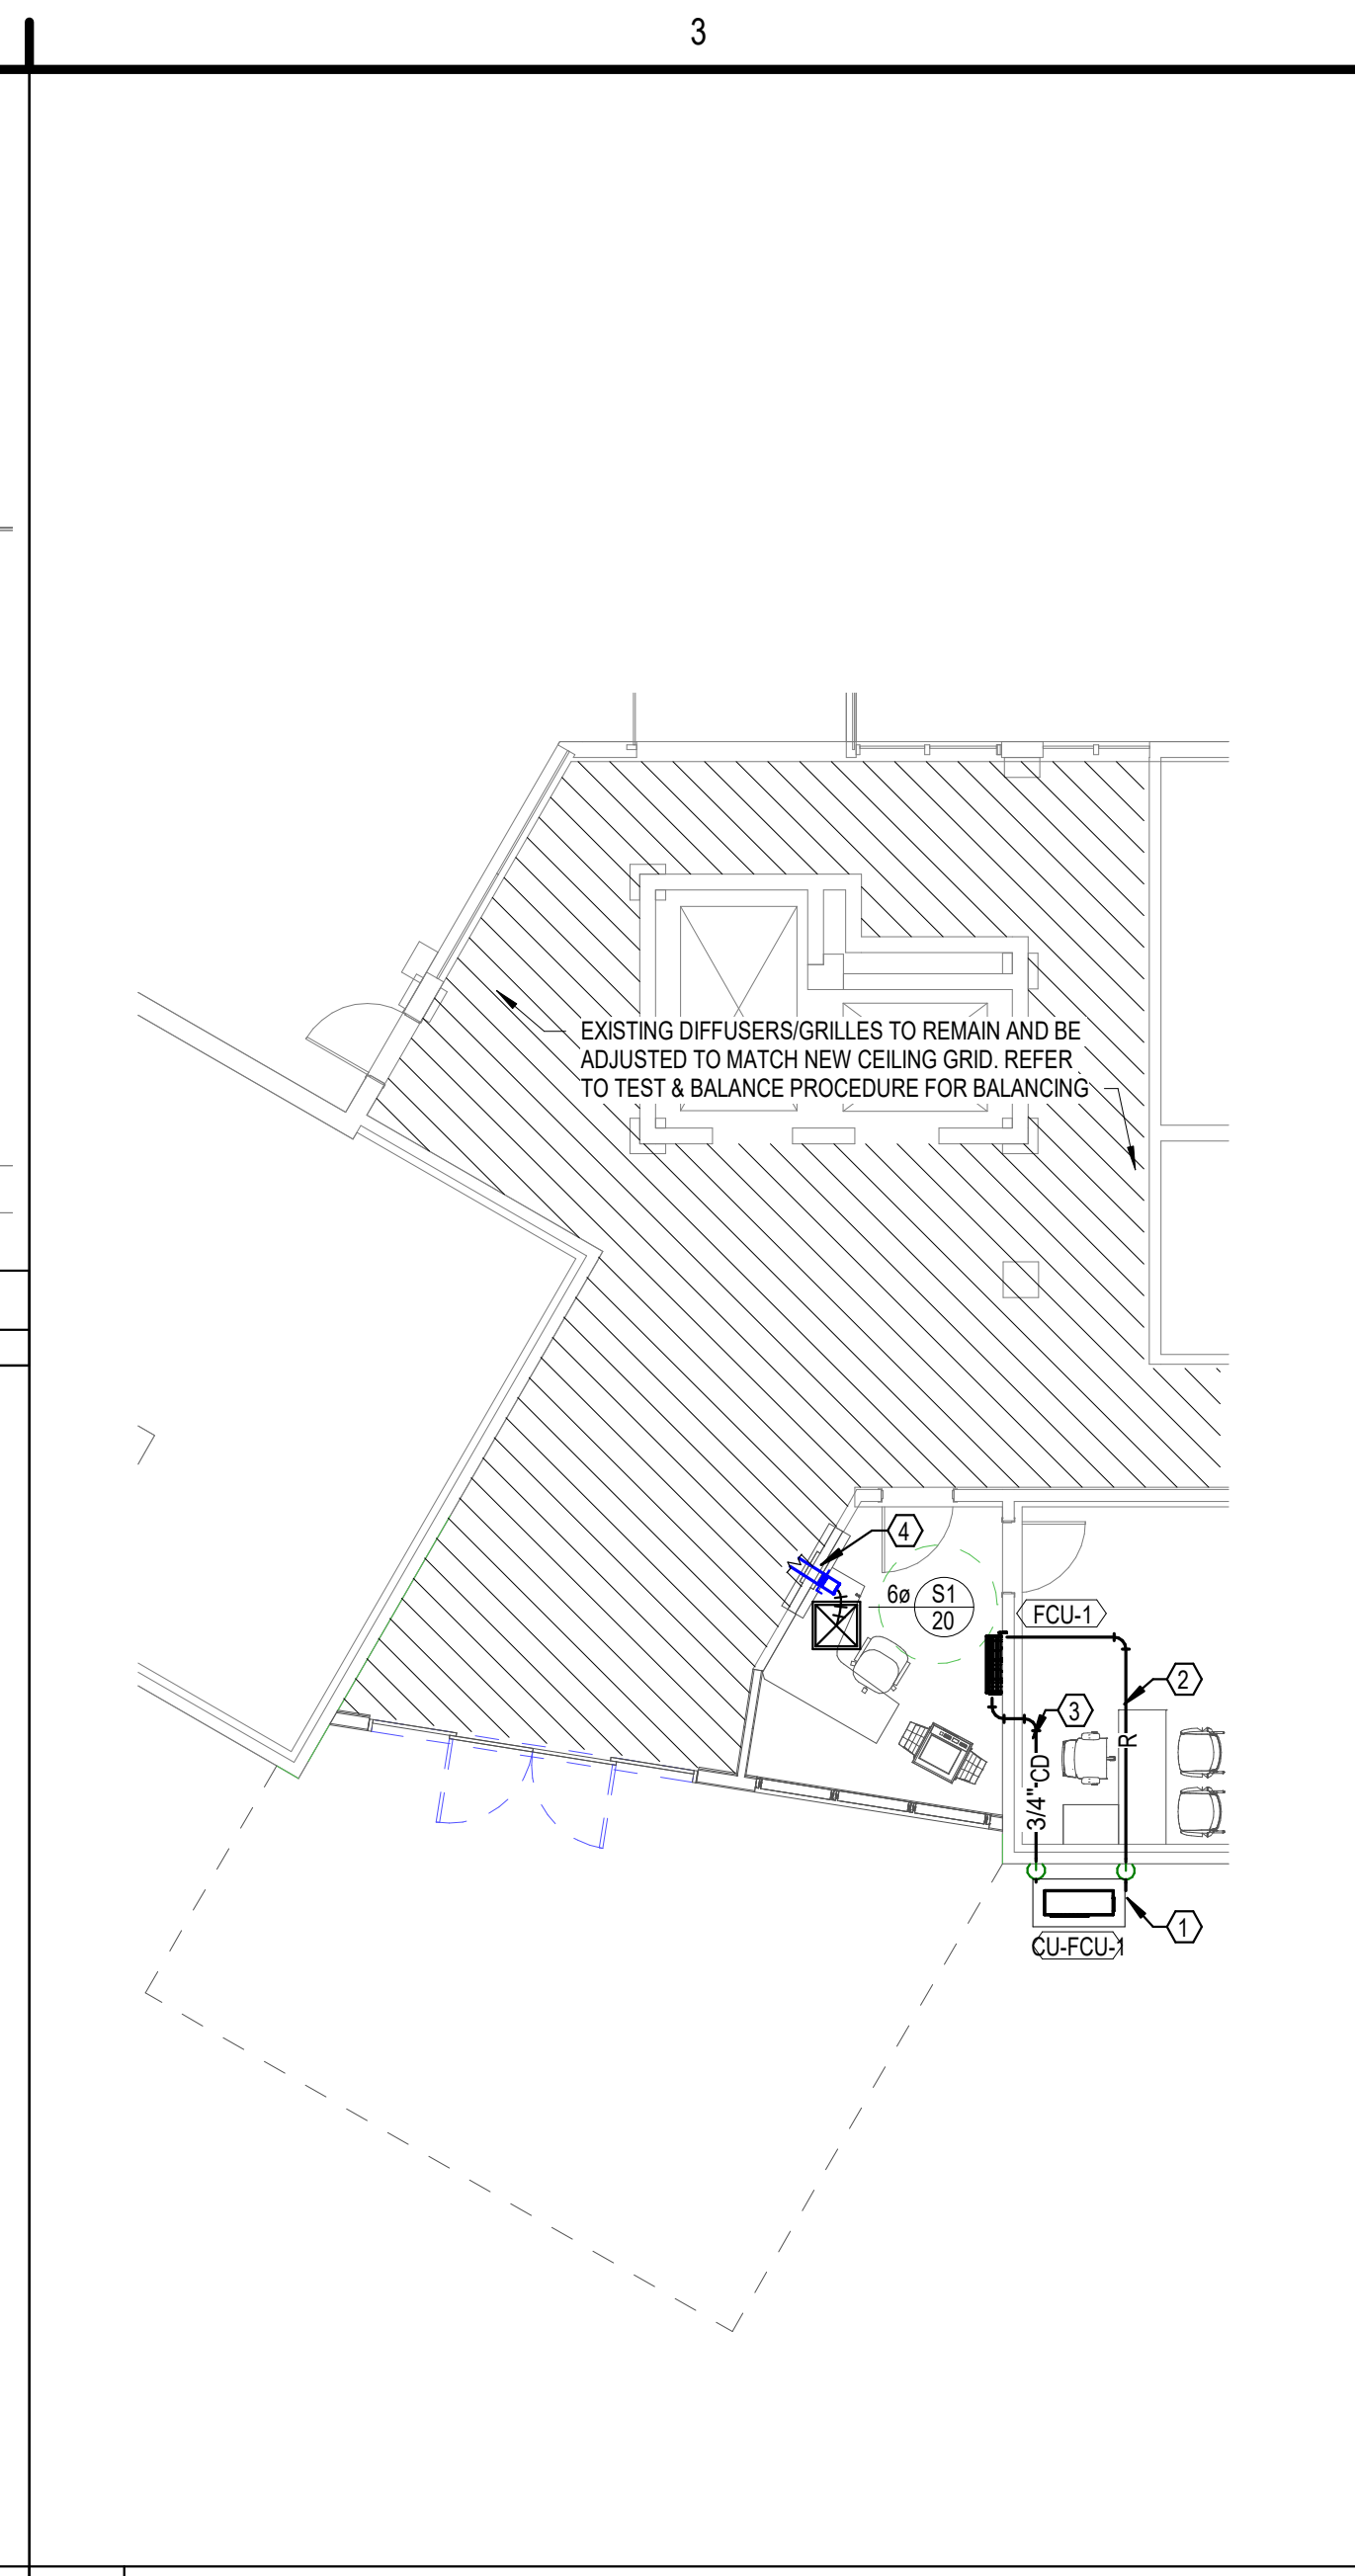 3
EXISTING DIFFUSERS/GRILLES TO REMAIN AND BE
ADJUSTED TO MATCH NEW CEILING GRID. REFER
TO TEST & BALANCE PROCEDURE FOR BALANCING
4
6ø
S1
20
FCU-1
2
3
R
3/4"-CD
1
CU-FCU-1